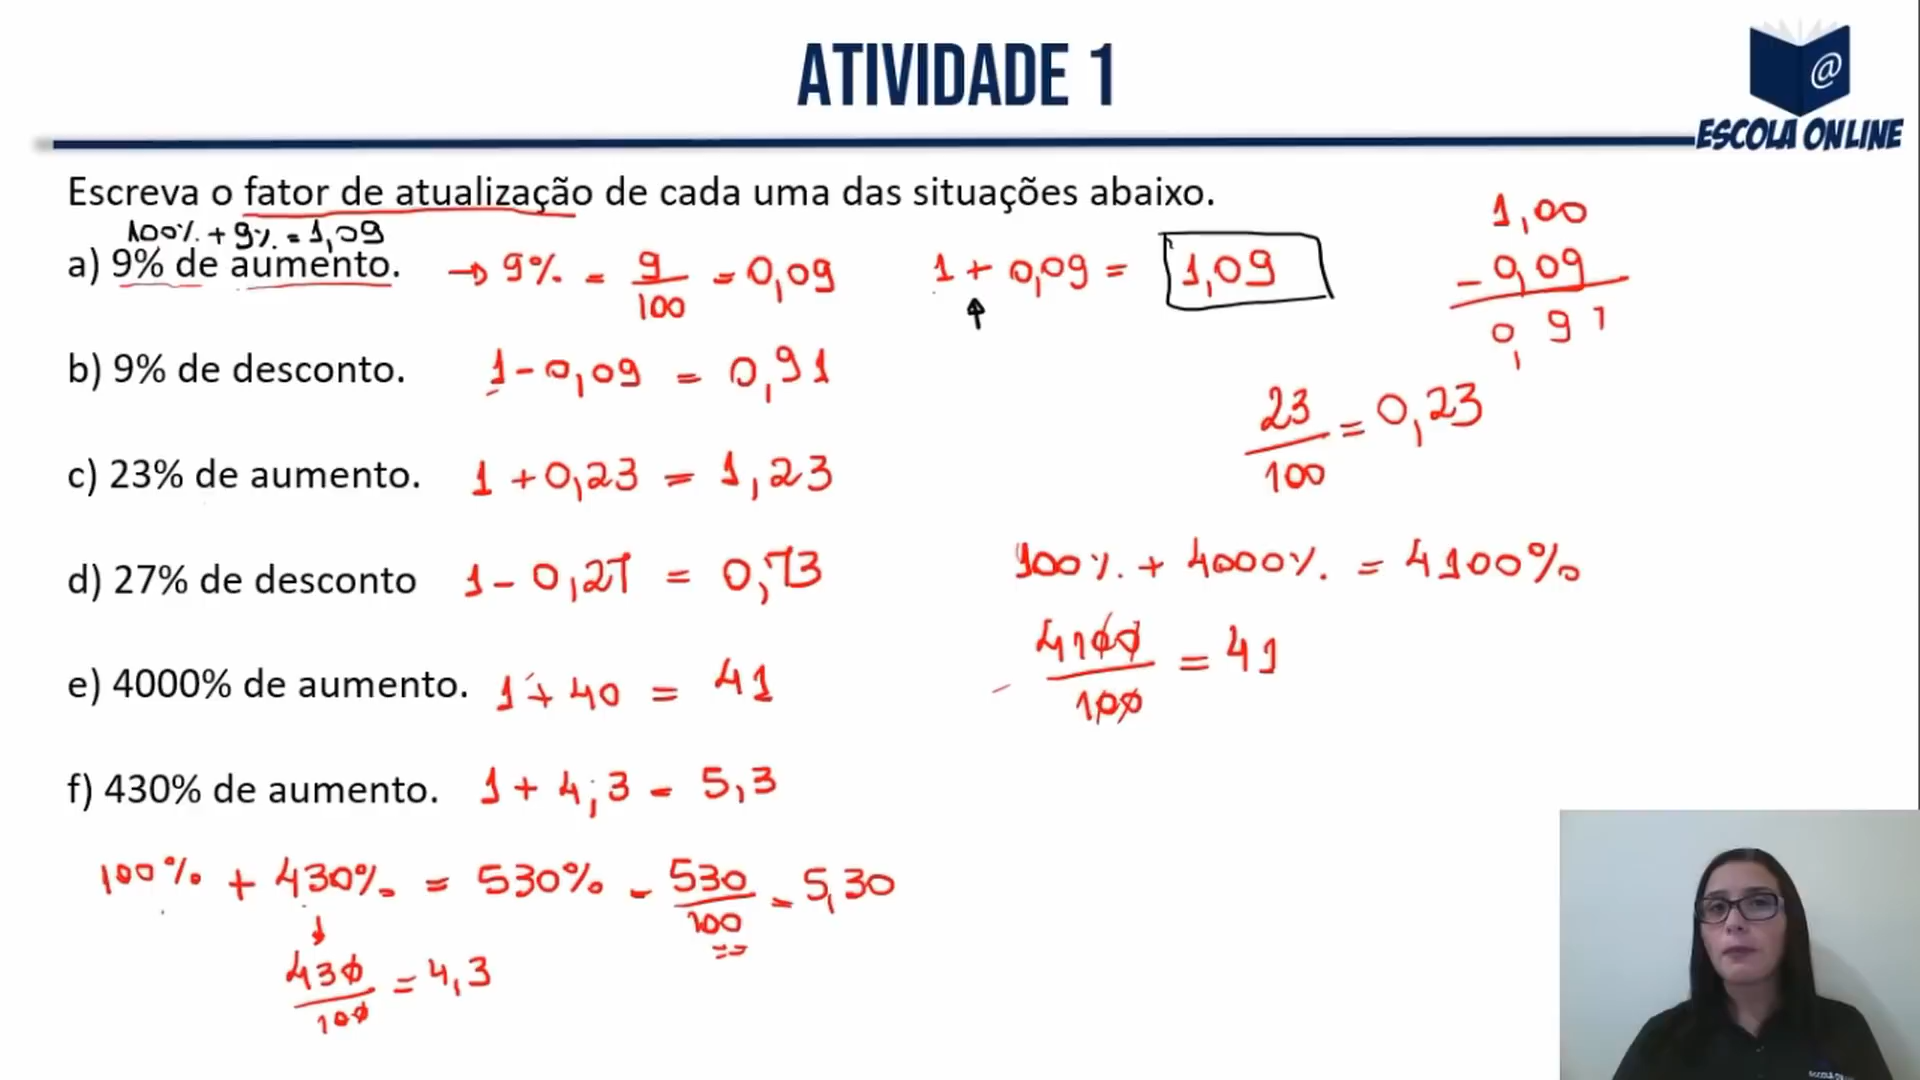 ATIVIDADE 1
@
ESCOLA ONLINE
Escreva o fator de atualização de cada uma das situações abaixo.
100% + 9% = 1,09
a) 9% de aumento. → 9% = 9/100 = 0,09 1 + 0,09 = 1,09
1,00
- 0,09
0,91
b) 9% de desconto. 1 - 0,09 = 0,91
23/100 = 0,23
c) 23% de aumento. 1 + 0,23 = 1,23
d) 27% de desconto 1 - 0,27 = 0,73
100% + 4000% = 4100%
4100/100 = 41
e) 4000% de aumento. 1 + 40 = 41
f) 430% de aumento. 1 + 4,3 = 5,3
100% + 430% = 530% = 530/100 = 5,30
430/100 = 4,3